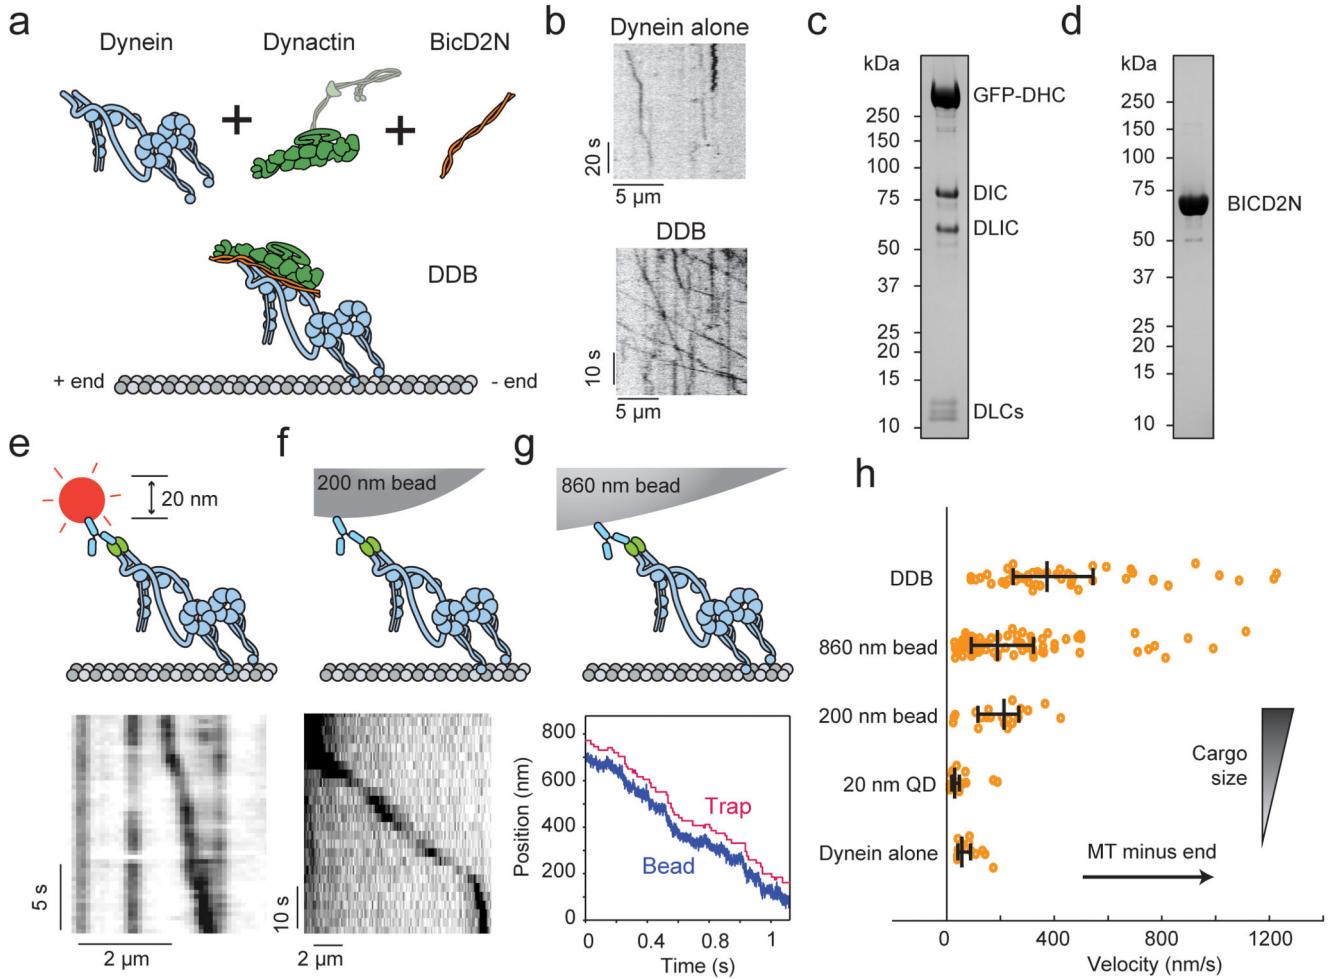 a
Dynein
Dynactin
BicD2N
+
+
DDB
+ end
- end
b
Dynein alone
20 s
5 µm
DDB
10 s
5 µm
c
kDa
250
150
100
75
50
37
25
20
15
10
GFP-DHC
DIC
DLIC
DLCs
d
kDa
250
150
100
75
50
37
25
20
15
10
BICD2N
e
20 nm
5 s
2 µm
f
200 nm bead
10 s
2 µm
g
860 nm bead
Position (nm)
800
600
400
200
0
Trap
Bead
0
0.4
0.8
1
Time (s)
h
DDB
860 nm bead
200 nm bead
20 nm QD
Dynein alone
Cargo
size
MT minus end
0
400
800
1200
Velocity (nm/s)